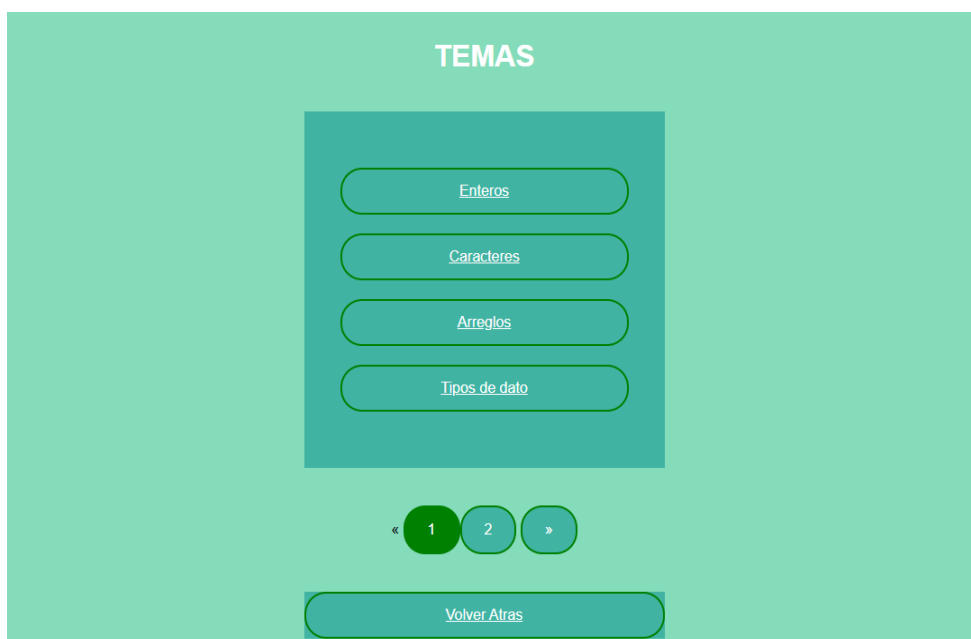 TEMAS
Enteros
Caracteres
Arreglos
Tipos de dato
« 1 2 »
Volver Atras